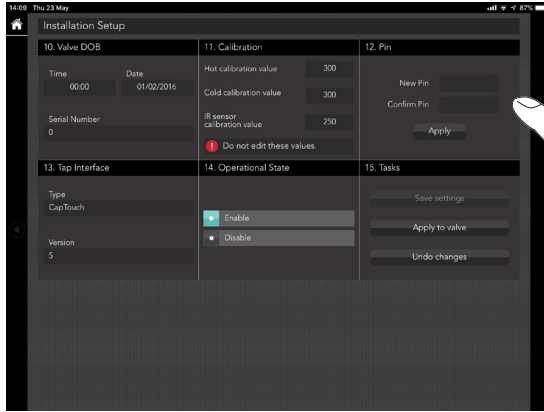 14:09 Thu 23 May 87%
Installation Setup
10. Valve DOB
Time Date
00:00 01/02/2016
Serial Number
0
11. Calibration
Hot calibration value 300
Cold calibration value 300
IR sensor
calibration value 250
! Do not edit these values.
12. Pin
New Pin
Confirm Pin
Apply
13. Tap Interface
Type
CapTouch
Version
5
14. Operational State
Enable
Disable
15. Tasks
Save settings
Apply to valve
Undo changes